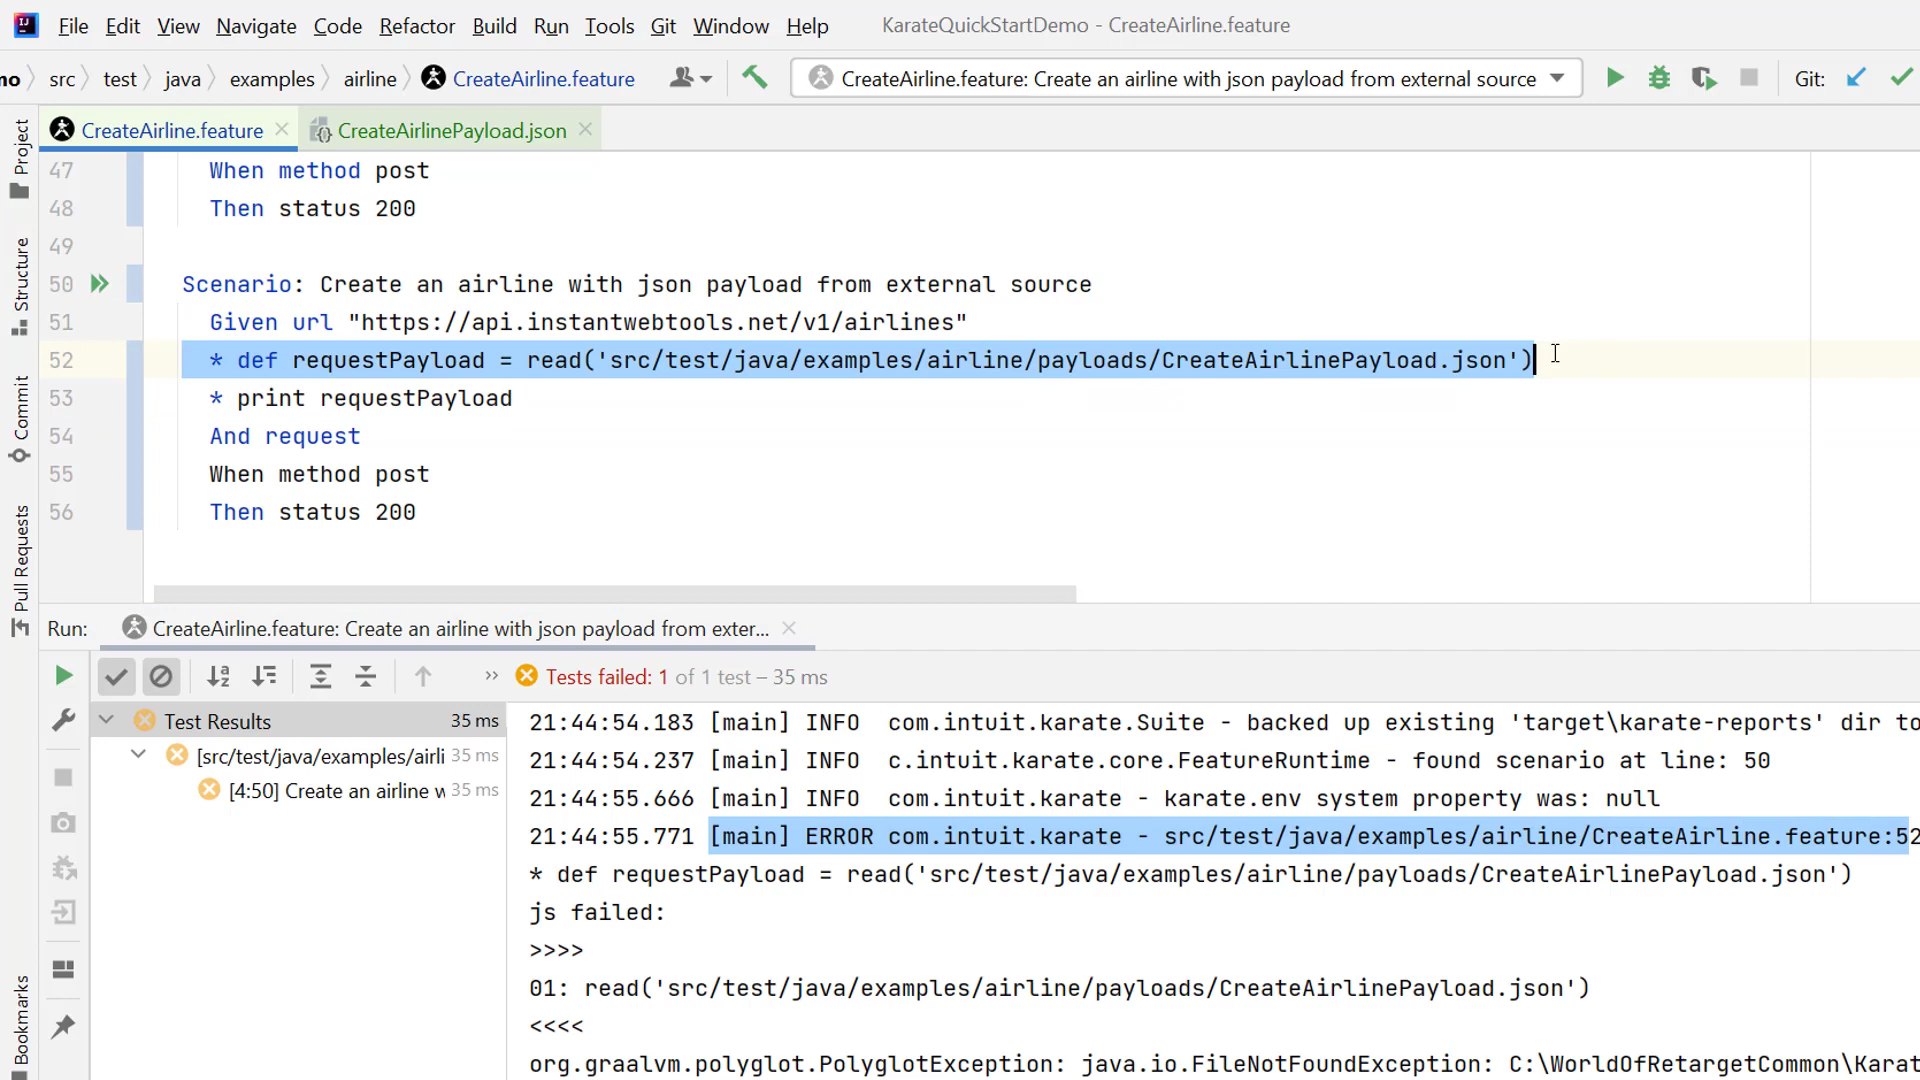 File Edit View Navigate Code Refactor Build Run Tools Git Window Help KarateQuickStartDemo - CreateAirline.feature
src test java examples airline CreateAirline.feature CreateAirline.feature: Create an airline with json payload from external source Git:
CreateAirline.feature CreateAirlinePayload.json
Project
Structure
Commit
Pull Requests
Bookmarks
47 When method post
48 Then status 200
49
50 Scenario: Create an airline with json payload from external source
51 Given url "https://api.instantwebtools.net/v1/airlines"
52 * def requestPayload = read('src/test/java/examples/airline/payloads/CreateAirlinePayload.json')
53 * print requestPayload
54 And request
55 When method post
56 Then status 200
Run: CreateAirline.feature: Create an airline with json payload from exter...
Tests failed: 1 of 1 test – 35 ms
Test Results 35 ms
[src/test/java/examples/airli 35 ms
[4:50] Create an airline w 35 ms
21:44:54.183 [main] INFO com.intuit.karate.Suite - backed up existing 'target\karate-reports' dir to
21:44:54.237 [main] INFO c.intuit.karate.core.FeatureRuntime - found scenario at line: 50
21:44:55.666 [main] INFO com.intuit.karate - karate.env system property was: null
21:44:55.771 [main] ERROR com.intuit.karate - src/test/java/examples/airline/CreateAirline.feature:52
* def requestPayload = read('src/test/java/examples/airline/payloads/CreateAirlinePayload.json')
js failed:
>>>>
01: read('src/test/java/examples/airline/payloads/CreateAirlinePayload.json')
<<<<
org.graalvm.polyglot.PolyglotException: java.io.FileNotFoundException: C:\WorldOfRetargetCommon\Karat